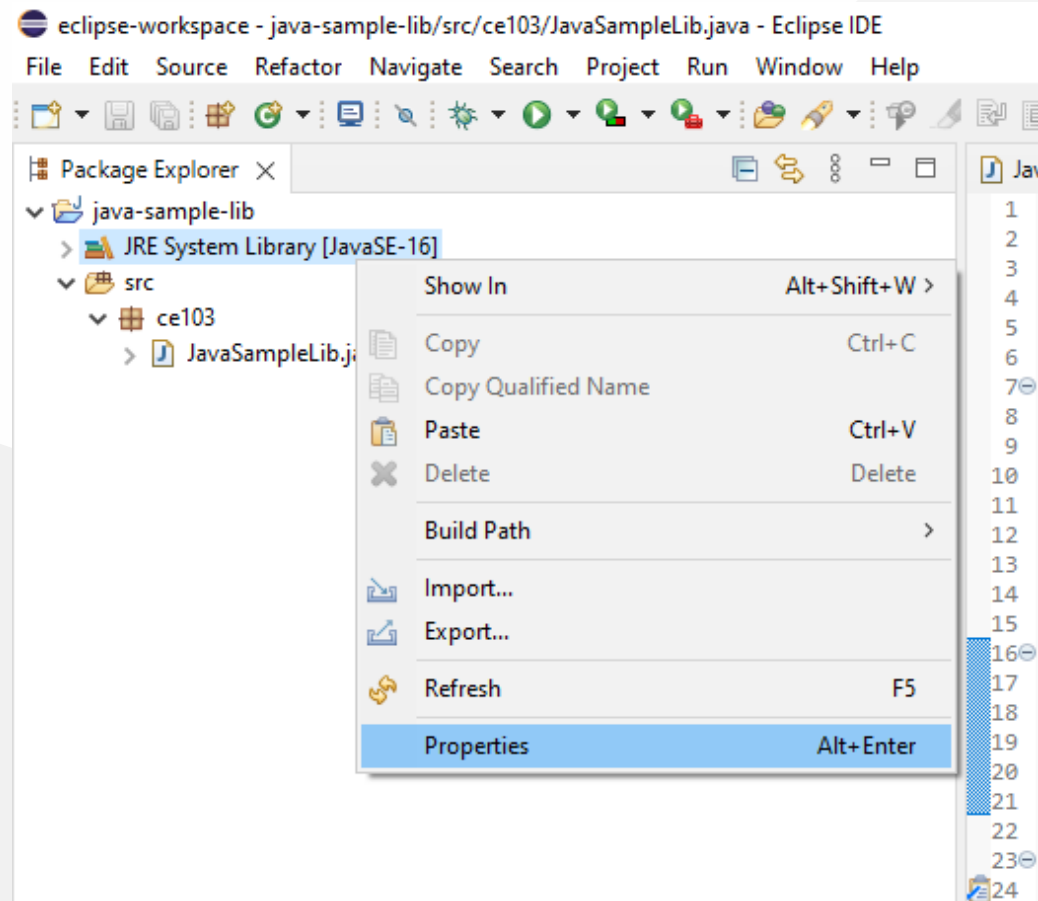 eclipse-workspace - java-sample-lib/src/ce103/JavaSampleLib.java - Eclipse IDE
File Edit Source Refactor Navigate Search Project Run Window Help
Package Explorer
java-sample-lib
JRE System Library [JavaSE-16]
src
ce103
JavaSampleLib.ja
Show In Alt+Shift+W >
Copy Ctrl+C
Copy Qualified Name
Paste Ctrl+V
Delete Delete
Build Path >
Import...
Export...
Refresh F5
Properties Alt+Enter
Jav
1
2
3
4
5
6
7
8
9
10
11
12
13
14
15
16
17
18
19
20
21
22
23
24